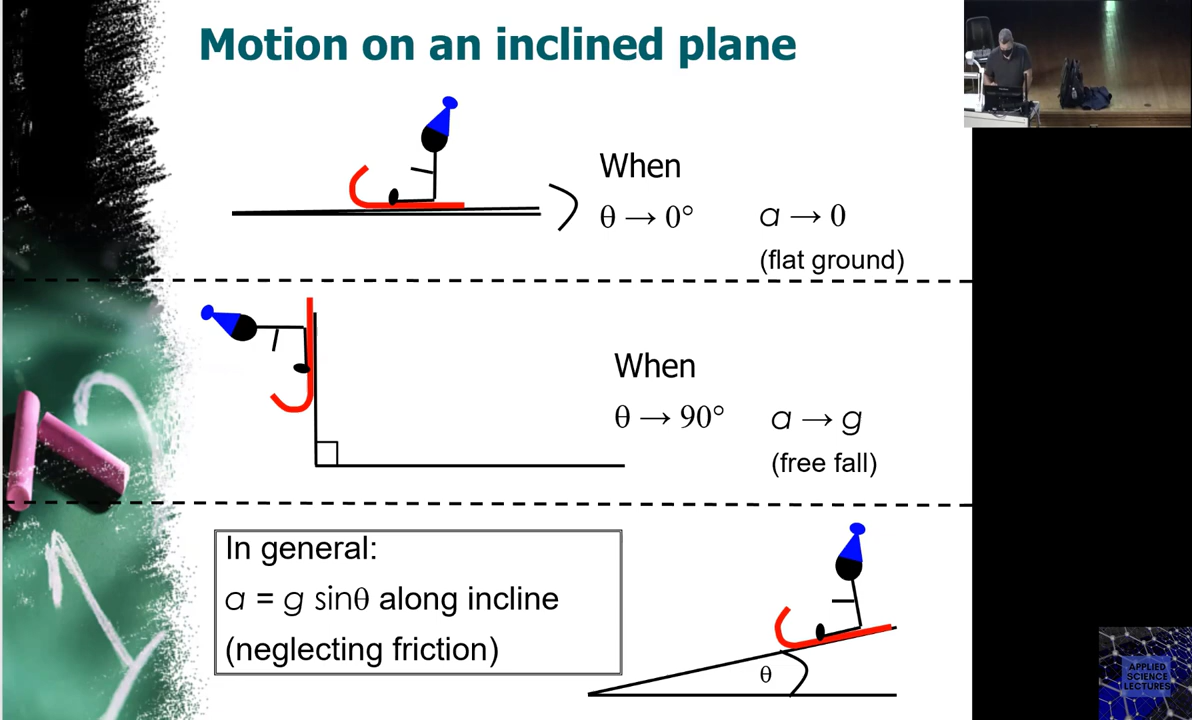 Motion on an inclined plane
When
θ → 0° a → 0
(flat ground)
When
θ → 90° a → g
(free fall)
In general:
a = g sinθ along incline
(neglecting friction)
θ
APPLIED
SCIENCE
LECTURES